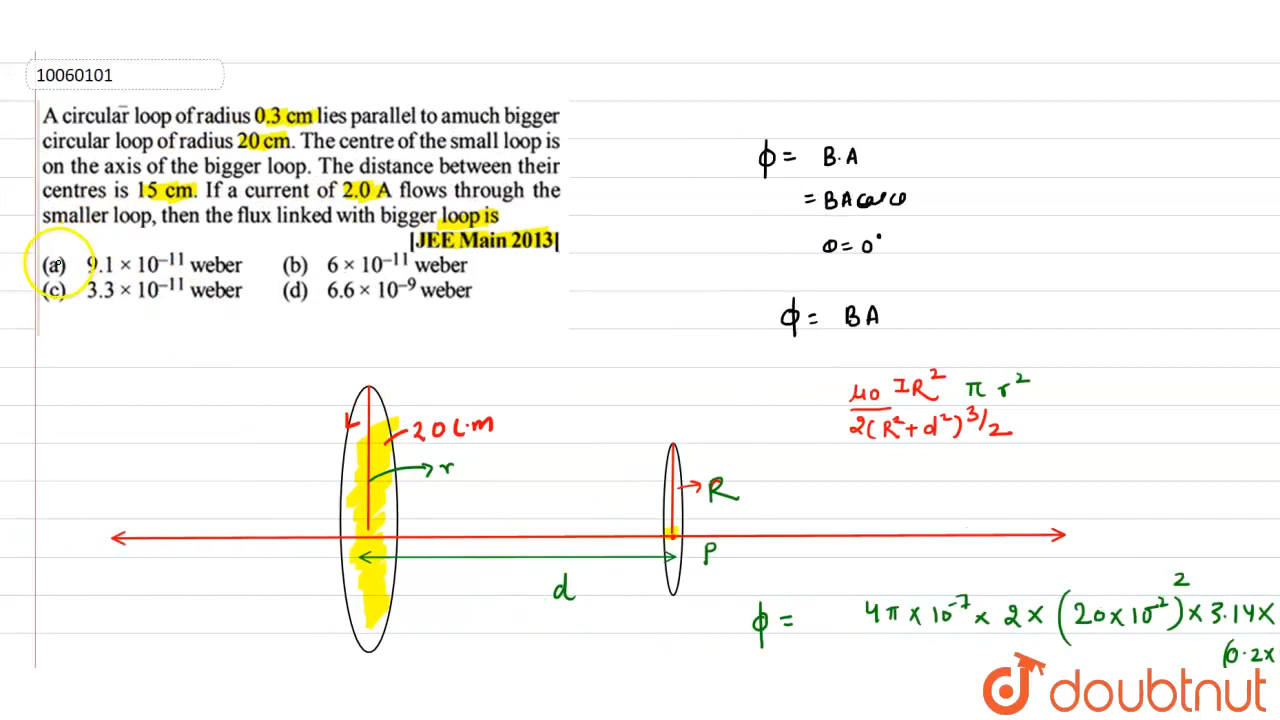 10060101
A circular loop of radius 0.3 cm lies parallel to amuch bigger
circular loop of radius 20 cm. The centre of the small loop is
on the axis of the bigger loop. The distance between their
centres is 15 cm. If a current of 2.0 A flows through the
smaller loop, then the flux linked with bigger loop is
[JEE Main 2013]
(a) 9.1 × 10⁻¹¹ weber (b) 6 × 10⁻¹¹ weber
(c) 3.3 × 10⁻¹¹ weber (d) 6.6 × 10⁻⁹ weber
ϕ = B·A
= BA cos
θ = 0°
ϕ = BA
μ0 IR² π r²
2(R²+d²)^3/2
20 c.m
r
R
P
d
ϕ = 4π × 10⁻⁷ × 2 × (20 × 10⁻²)² × 3.14 ×
(0.2×
doubtnut